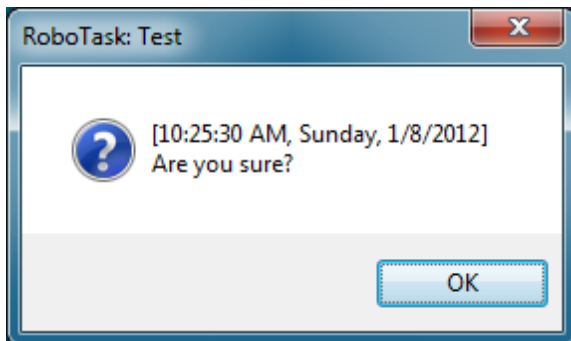 RoboTask: Test
[10:25:30 AM, Sunday, 1/8/2012]
Are you sure?
OK